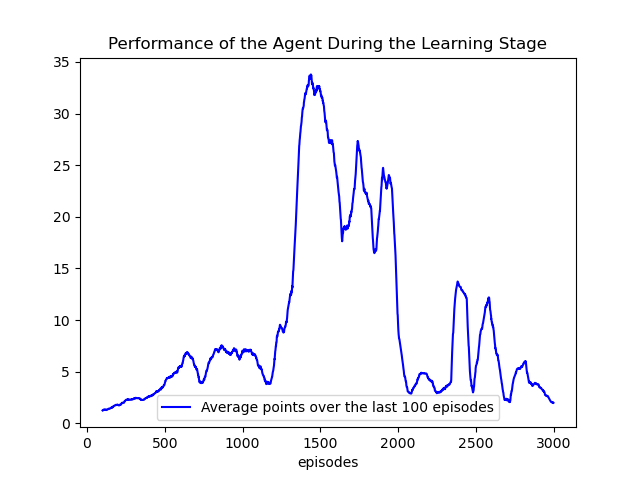 Performance of the Agent During the Learning Stage
35
30
25
20
15
10
5
0
Average points over the last 100 episodes
0 500 1000 1500 2000 2500 3000
episodes